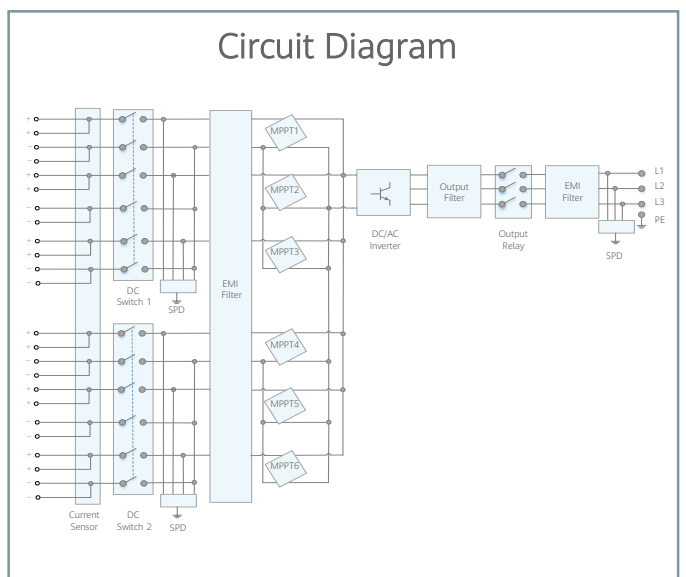 Circuit Diagram
+
+
−
−
+
+
−
−
+
+
−
−
DC
Switch 1
SPD
EMI
Filter
MPPT1
MPPT2
MPPT3
DC/AC
Inverter
Output
Filter
Output
Relay
EMI
Filter
L1
L2
L3
PE
SPD
+
+
−
−
+
+
−
−
+
+
−
−
Current
Sensor
DC
Switch 2
SPD
MPPT4
MPPT5
MPPT6